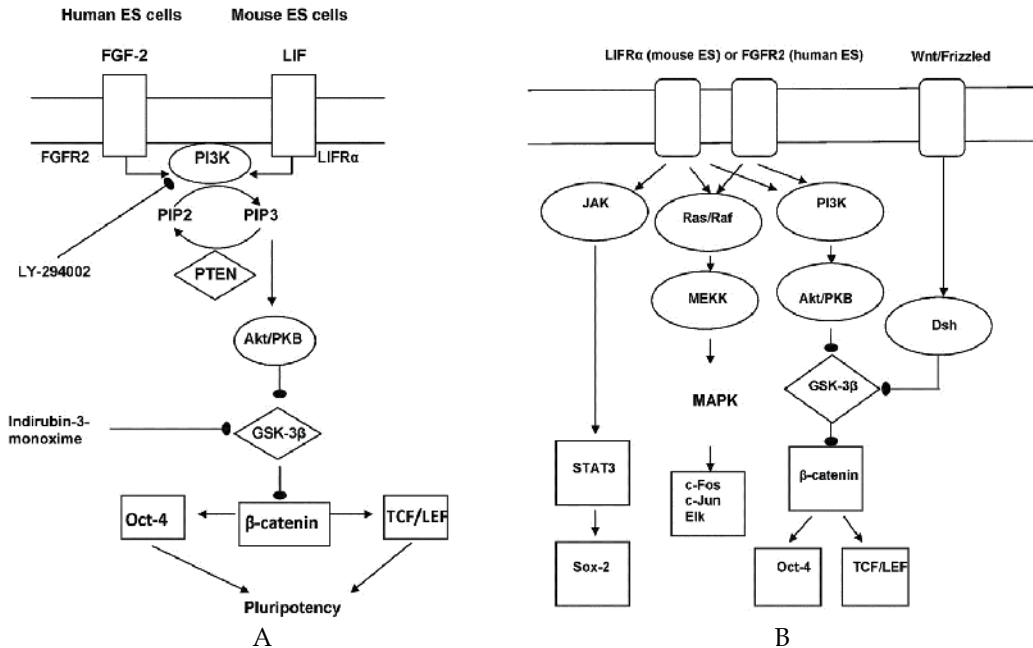 Human ES cells
Mouse ES cells
FGF-2
LIF
FGFR2
PI3K
LIFRα
PIP2
PIP3
LY-294002
PTEN
Akt/PKB
Indirubin-3-
monoxime
GSK-3β
Oct-4
β-catenin
TCF/LEF
Pluripotency
A
LIFRα (mouse ES) or FGFR2 (human ES)
Wnt/Frizzled
JAK
Ras/Raf
PI3K
MEKK
Akt/PKB
Dsh
GSK-3β
MAPK
STAT3
β-catenin
c-Fos
c-Jun
Elk
Sox-2
Oct-4
TCF/LEF
B